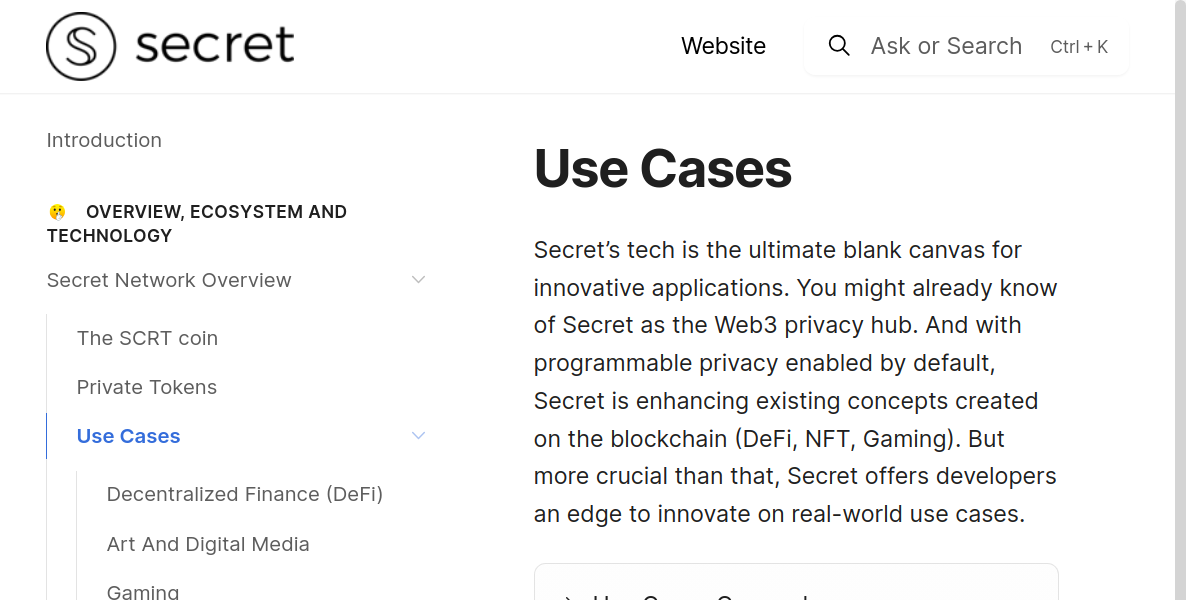 secret
Website
Ask or Search
Ctrl + K
Introduction
OVERVIEW, ECOSYSTEM AND
TECHNOLOGY
Secret Network Overview
The SCRT coin
Private Tokens
Use Cases
Decentralized Finance (DeFi)
Art And Digital Media
Gaming
Use Cases
Secret’s tech is the ultimate blank canvas for
innovative applications. You might already know
of Secret as the Web3 privacy hub. And with
programmable privacy enabled by default,
Secret is enhancing existing concepts created
on the blockchain (DeFi, NFT, Gaming). But
more crucial than that, Secret offers developers
an edge to innovate on real-world use cases.